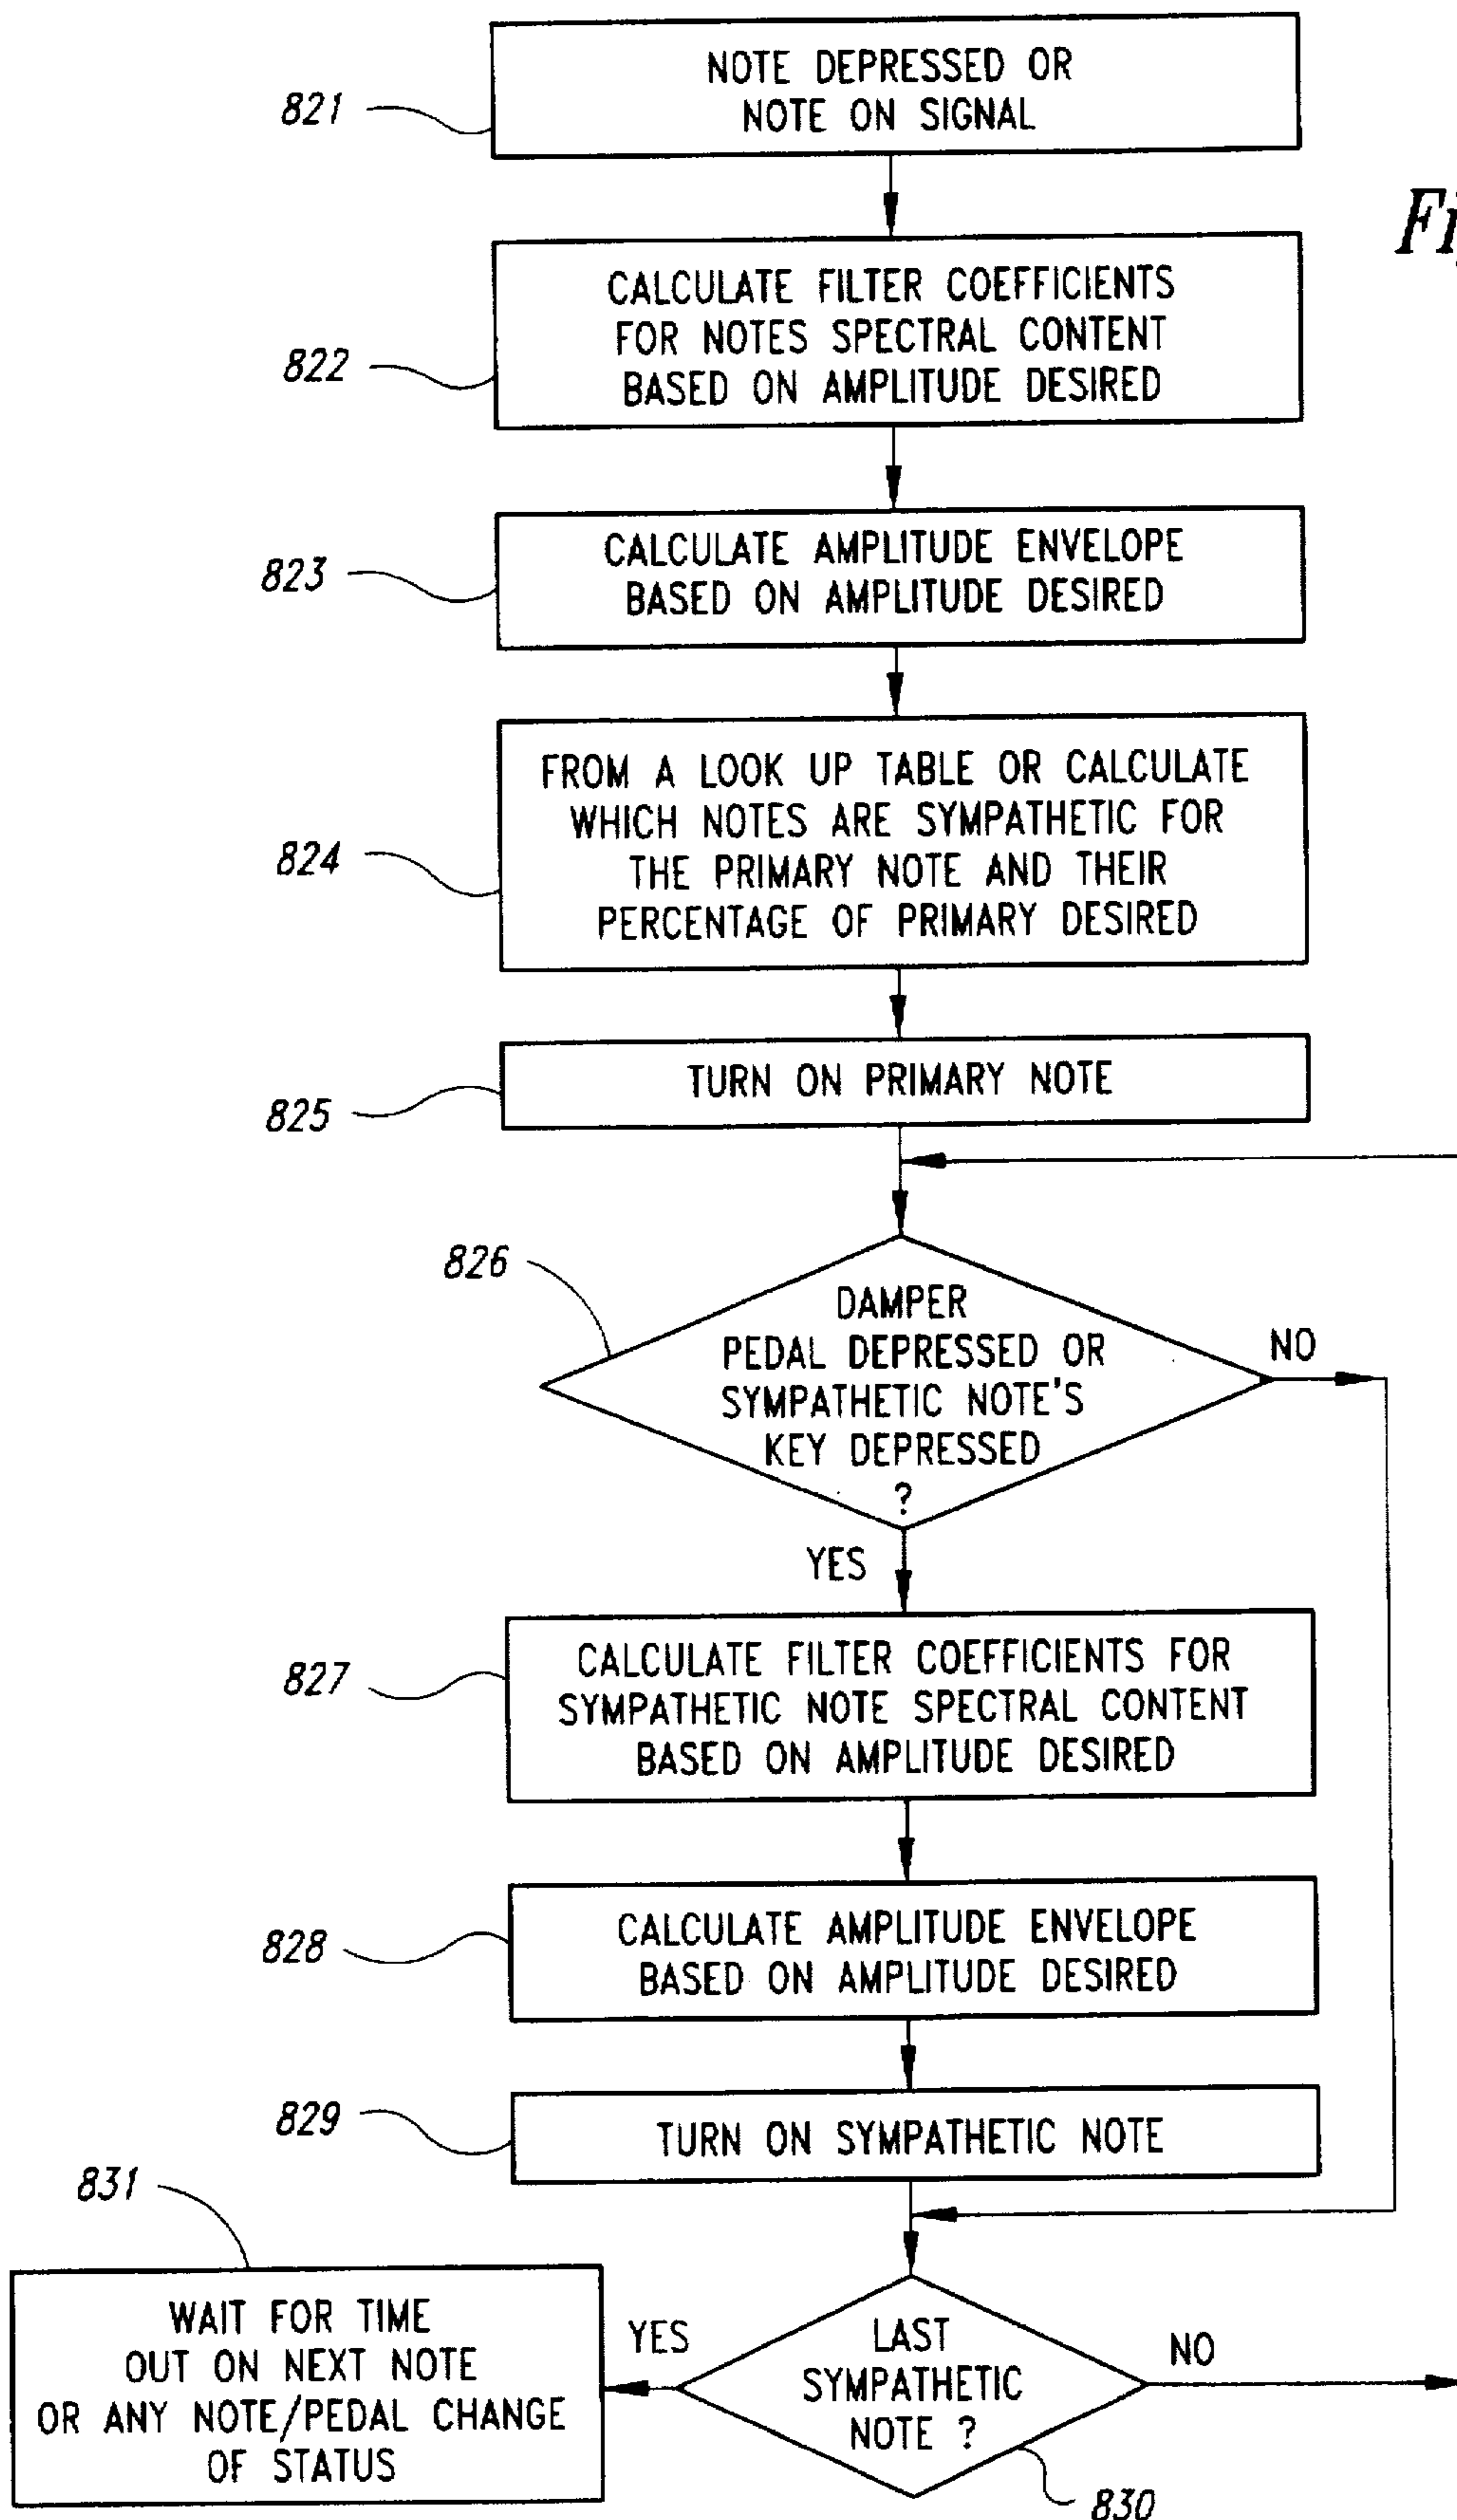 821
NOTE DEPRESSED OR
NOTE ON SIGNAL
Fi
822
CALCULATE FILTER COEFFICIENTS
FOR NOTES SPECTRAL CONTENT
BASED ON AMPLITUDE DESIRED
823
CALCULATE AMPLITUDE ENVELOPE
BASED ON AMPLITUDE DESIRED
824
FROM A LOOK UP TABLE OR CALCULATE
WHICH NOTES ARE SYMPATHETIC FOR
THE PRIMARY NOTE AND THEIR
PERCENTAGE OF PRIMARY DESIRED
825
TURN ON PRIMARY NOTE
826
DAMPER
PEDAL DEPRESSED OR
SYMPATHETIC NOTE'S
KEY DEPRESSED
?
NO
YES
827
CALCULATE FILTER COEFFICIENTS FOR
SYMPATHETIC NOTE SPECTRAL CONTENT
BASED ON AMPLITUDE DESIRED
828
CALCULATE AMPLITUDE ENVELOPE
BASED ON AMPLITUDE DESIRED
829
TURN ON SYMPATHETIC NOTE
831
WAIT FOR TIME
OUT ON NEXT NOTE
OR ANY NOTE/PEDAL CHANGE
OF STATUS
YES
LAST
SYMPATHETIC
NOTE ?
NO
830